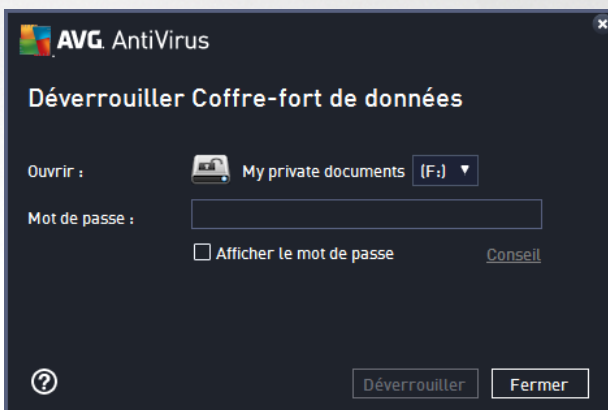 AVG. AntiVirus
Déverrouiller Coffre-fort de données
Ouvrir : My private documents (F:)
Mot de passe :
Afficher le mot de passe Conseil
Déverrouiller Fermer